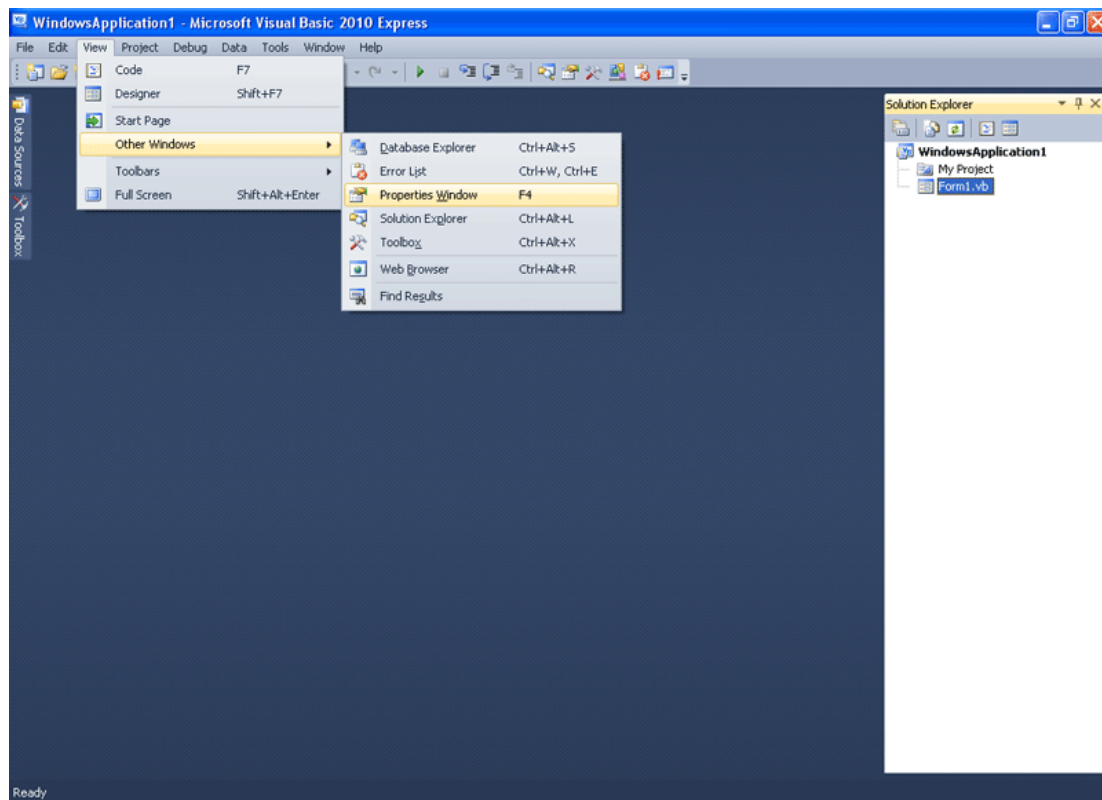 WindowsApplication1 - Microsoft Visual Basic 2010 Express
File Edit View Project Debug Data Tools Window Help
Code F7
Designer Shift+F7
Start Page
Other Windows
Toolbars
Full Screen Shift+Alt+Enter
Database Explorer Ctrl+Alt+S
Error List Ctrl+W, Ctrl+E
Properties Window F4
Solution Explorer Ctrl+Alt+L
Toolbox Ctrl+Alt+X
Web Browser Ctrl+Alt+R
Find Results
Data Sources
Toolbox
Solution Explorer
WindowsApplication1
My Project
Form1.vb
Ready